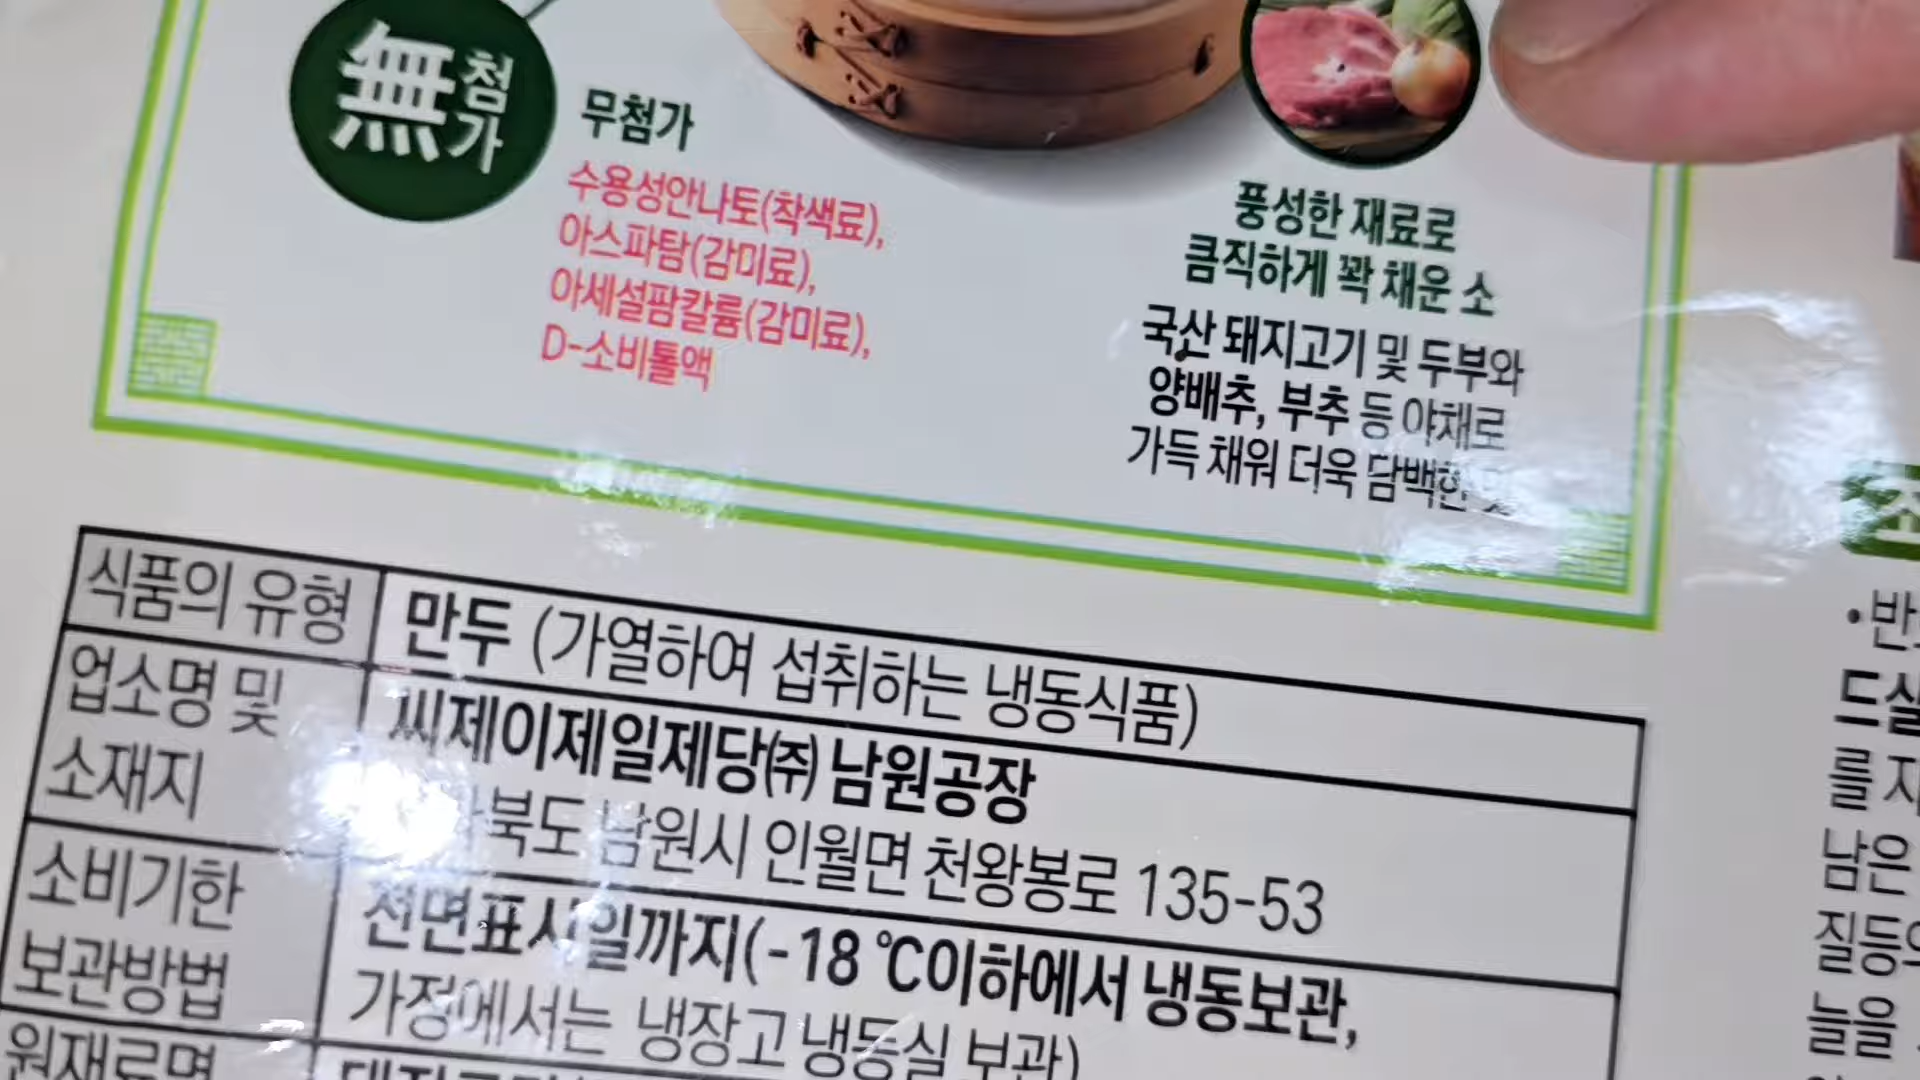 無첨가
무첨가
수용성안나토(착색료),
아스파탐(감미료),
아세설팜칼륨(감미료),
D-소비톨액
풍성한 재료로
큼직하게 꽉 채운 소
국산 돼지고기 및 두부와
양배추, 부추 등 야채로
가득 채워 더욱 담백한
식품의 유형
만두 (가열하여 섭취하는 냉동식품)
업소명 및
소재지
씨제이제일제당㈜ 남원공장
북도 남원시 인월면 천왕봉로 135-53
소비기한
보관방법
전면표시일까지(-18 ℃이하에서 냉동보관,
가정에서는 냉장고 냉동실 보관)
원재료명
를
남은
늘을